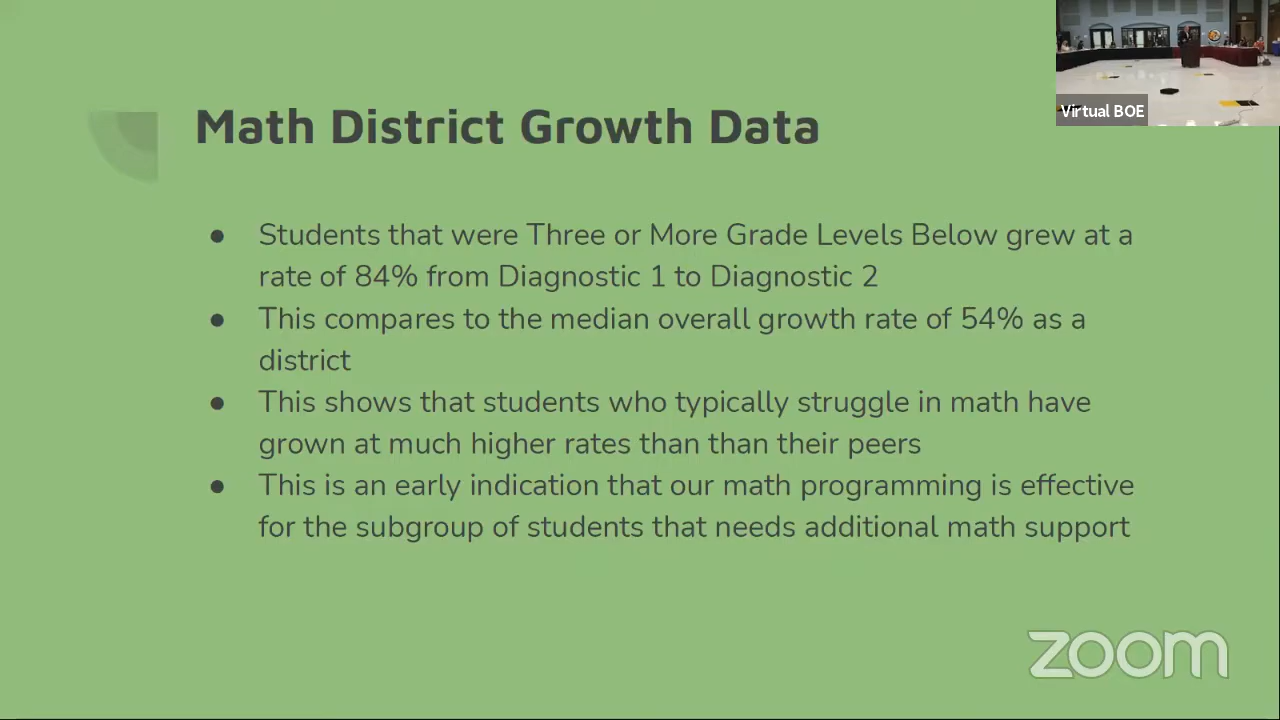 Math District Growth Data
Virtual BOE
● Students that were Three or More Grade Levels Below grew at a
rate of 84% from Diagnostic 1 to Diagnostic 2
● This compares to the median overall growth rate of 54% as a
district
● This shows that students who typically struggle in math have
grown at much higher rates than than their peers
● This is an early indication that our math programming is effective
for the subgroup of students that needs additional math support
zoom